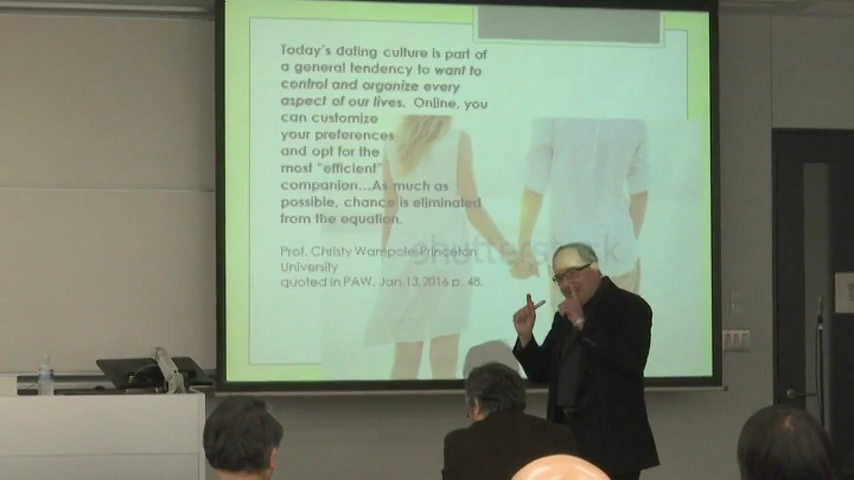 Today's dating culture is part of
a general tendency to want to
control and organize every
aspect of our lives. Online, you
can customize
your preferences
and opt for the
most "efficient"
companion...As much as
possible, chance is eliminated
from the equation.
Prof. Christy Wampole Princeton
University
quoted in PAW, Jan.13, 2016 p. 48.
shutterstock